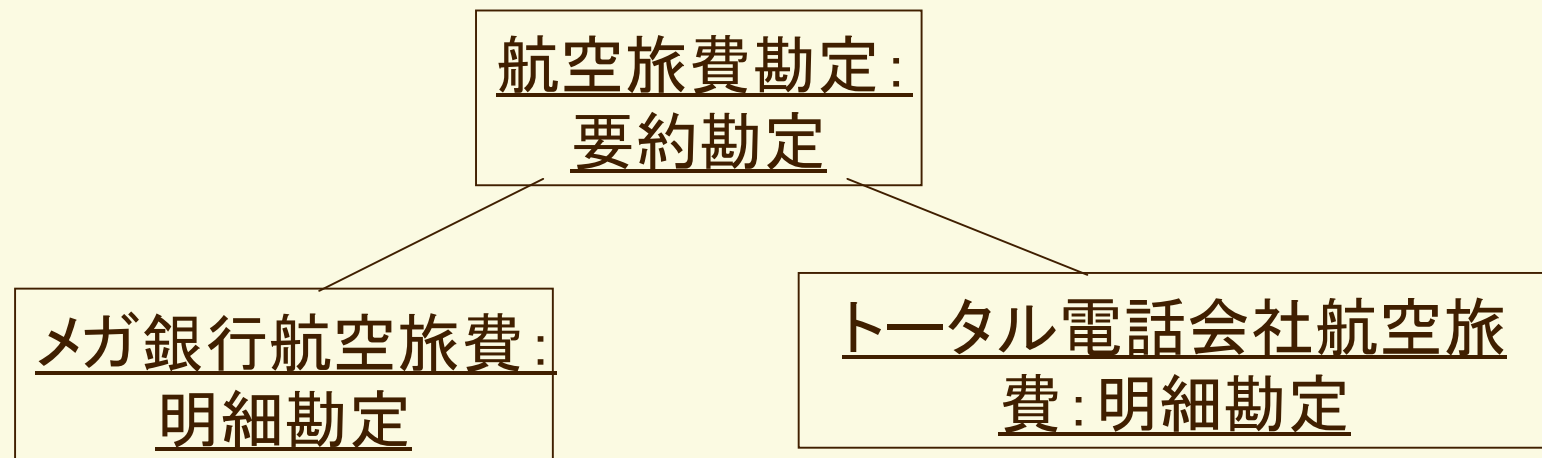 航空旅費勘定:
要約勘定
メガ銀行航空旅費:
明細勘定
トータル電話会社航空旅
費:明細勘定